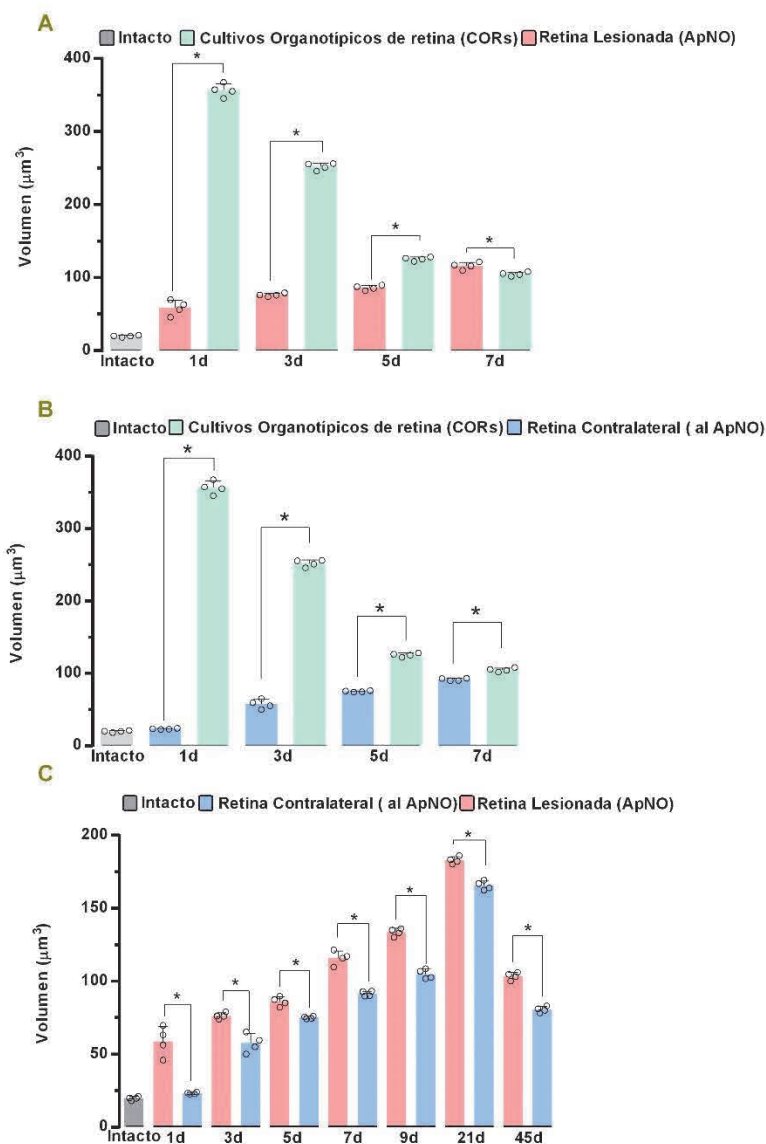 A
Intacto Cultivos Organotípicos de retina (CORs) Retina Lesionada (ApNO)
Volumen (µm³)
400
300
200
100
0
* * * *
Intacto 1d 3d 5d 7d
B
Intacto Cultivos Organotípicos de retina (CORs) Retina Contralateral ( al ApNO)
Volumen (µm³)
400
300
200
100
0
* * * *
Intacto 1d 3d 5d 7d
C
Intacto Retina Contralateral ( al ApNO) Retina Lesionada (ApNO)
Volumen (µm³)
200
150
100
50
0
* * * * * * *
Intacto 1d 3d 5d 7d 9d 21d 45d